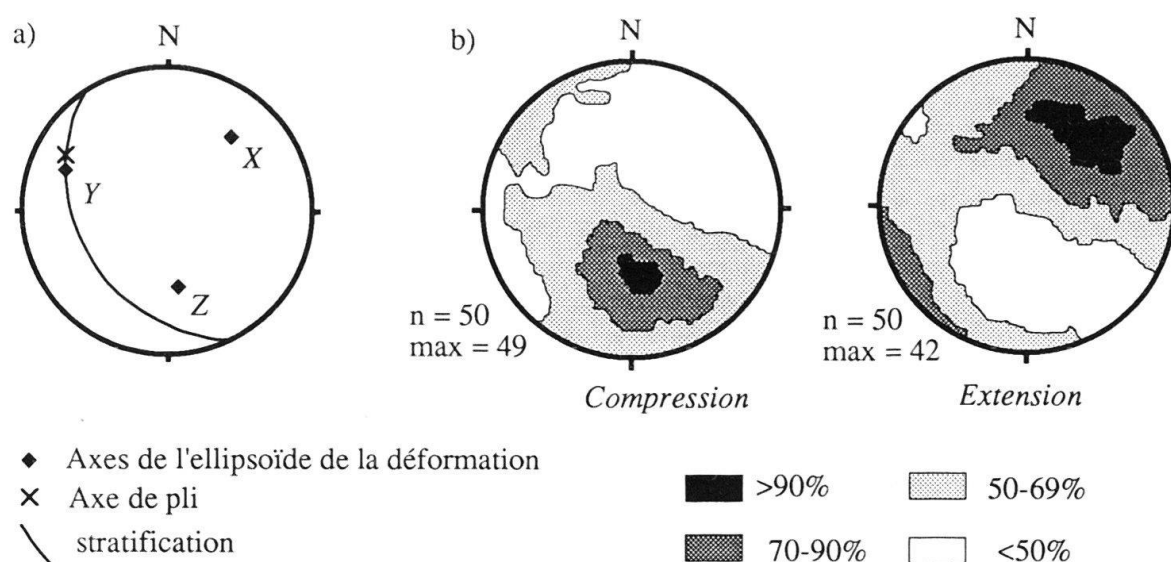 a)
N
X
Y
Z
b)
N
n = 50
max = 49
Compression
N
n = 50
max = 42
Extension
Axes de l'ellipsoïde de la déformation
Axe de pli
stratification
>90%
50-69%
70-90%
<50%